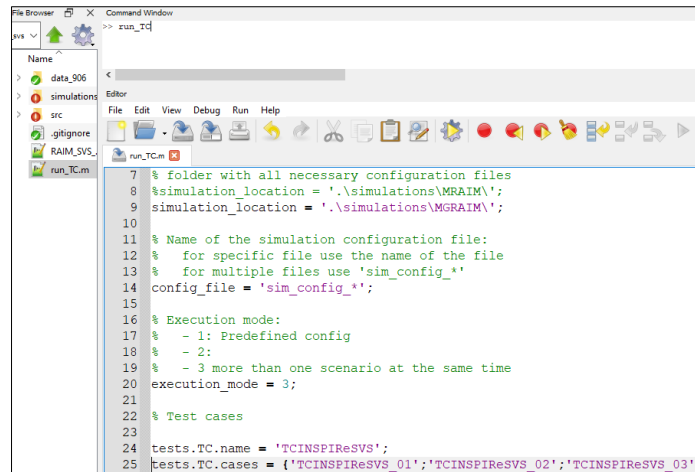 File Browser
Command Window
_svs
>> run_TC
Name
data_906
simulations
src
.gitignore
RAIM_SVS_
run_TC.m
Editor
File Edit View Debug Run Help
run_TC.m
7 % folder with all necessary configuration files
8 %simulation_location = '.\simulations\MRAIM\';
9 simulation_location = '.\simulations\MGRAIM\';
10
11 % Name of the simulation configuration file:
12 %   for specific file use the name of the file
13 %   for multiple files use 'sim_config_*'
14 config_file = 'sim_config_*';
15
16 % Execution mode:
17 %   - 1: Predefined config
18 %   - 2:
19 %   - 3 more than one scenario at the same time
20 execution_mode = 3;
21
22 % Test cases
23
24 tests.TC.name = 'TCINSPIReSVS';
25 tests.TC.cases = {'TCINSPIReSVS_01';'TCINSPIReSVS_02';'TCINSPIReSVS_03'